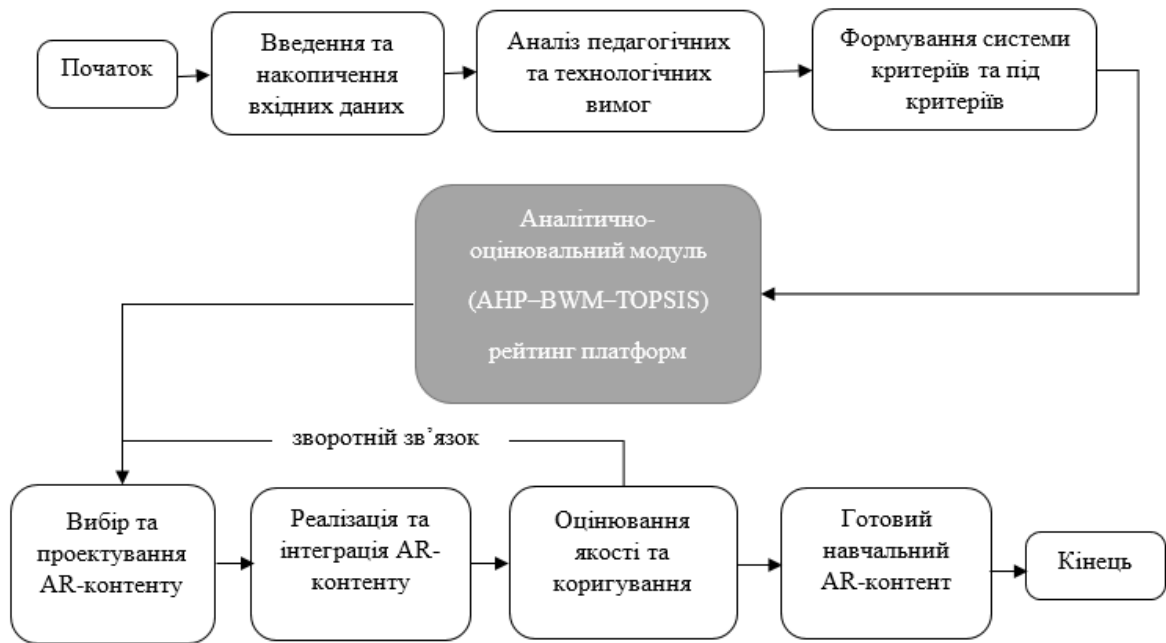 Початок
Введення та
накопичення
вхідних даних
Аналіз педагогічних
та технологічних
вимог
Формування системи
критеріїв та під
критеріїв
Аналітично-
оцінювальний модуль
(AHP–BWM–TOPSIS)
рейтинг платформ
зворотній зв’язок
Вибір та
проектування
AR-контенту
Реалізація та
інтеграція AR-
контенту
Оцінювання
якості та
коригування
Готовий
навчальний
AR-контент
Кінець